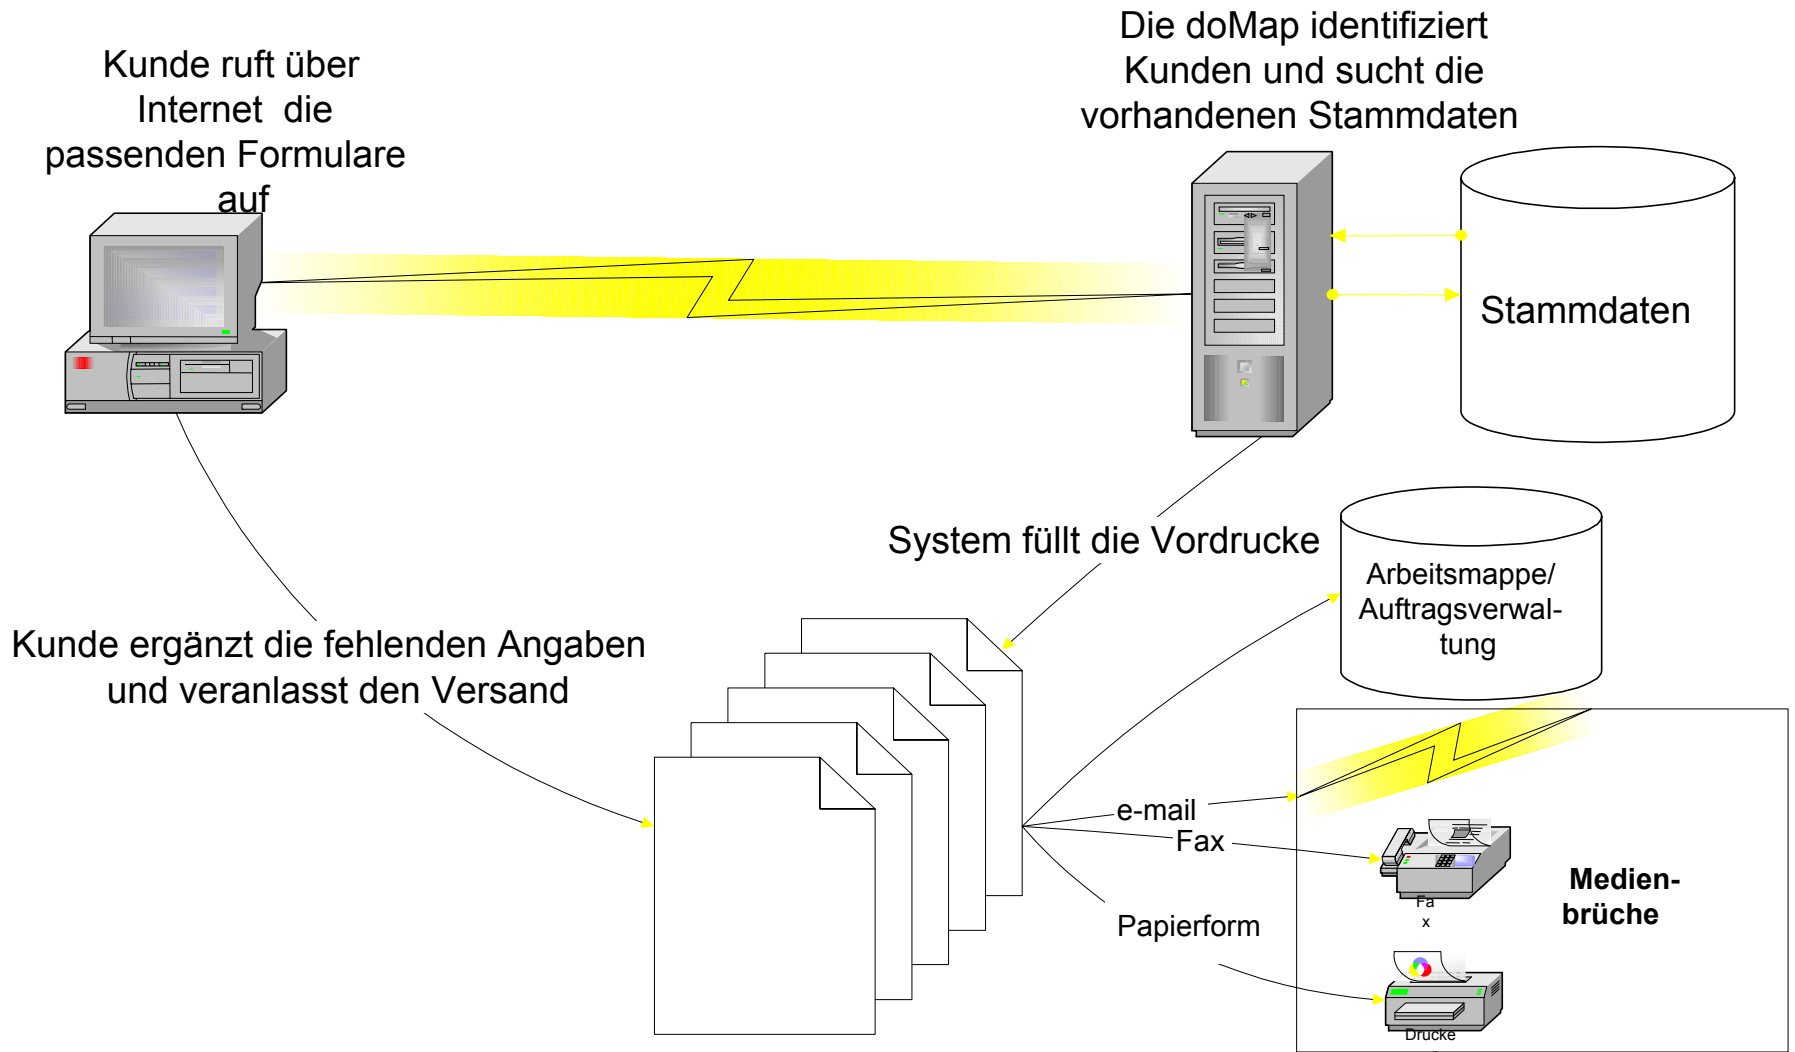 Kunde ruft über
Internet die
passenden Formulare
auf
Die doMap identifiziert
Kunden und sucht die
vorhandenen Stammdaten
Stammdaten
System füllt die Vordrucke
Arbeitsmappe/
Auftragsverwal-
tung
Kunde ergänzt die fehlenden Angaben
und veranlasst den Versand
e-mail
Fax
Papierform
Fa
x
Medien-
brüche
Drucke